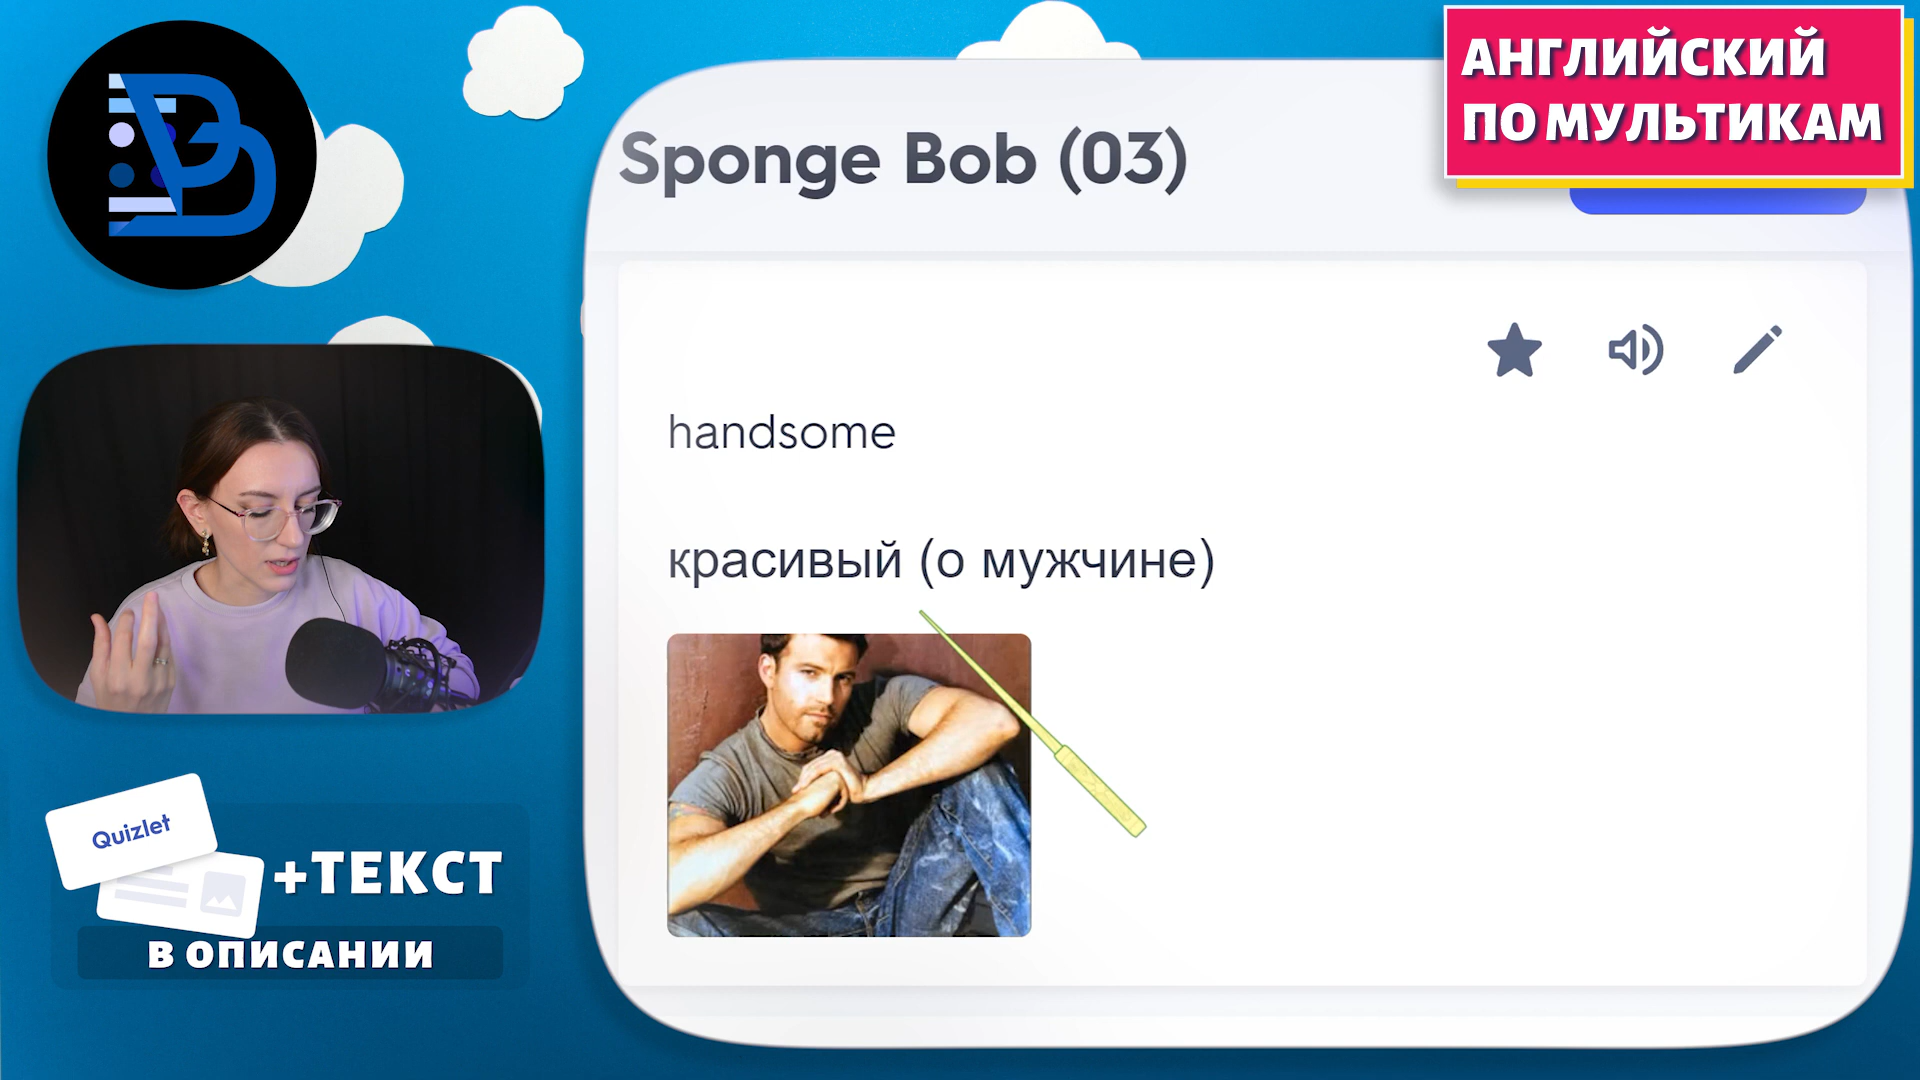 АНГЛИЙСКИЙ
ПО МУЛЬТИКАМ
Sponge Bob (03)
handsome
красивый (о мужчине)
Quizlet
+ТЕКСТ
В ОПИСАНИИ